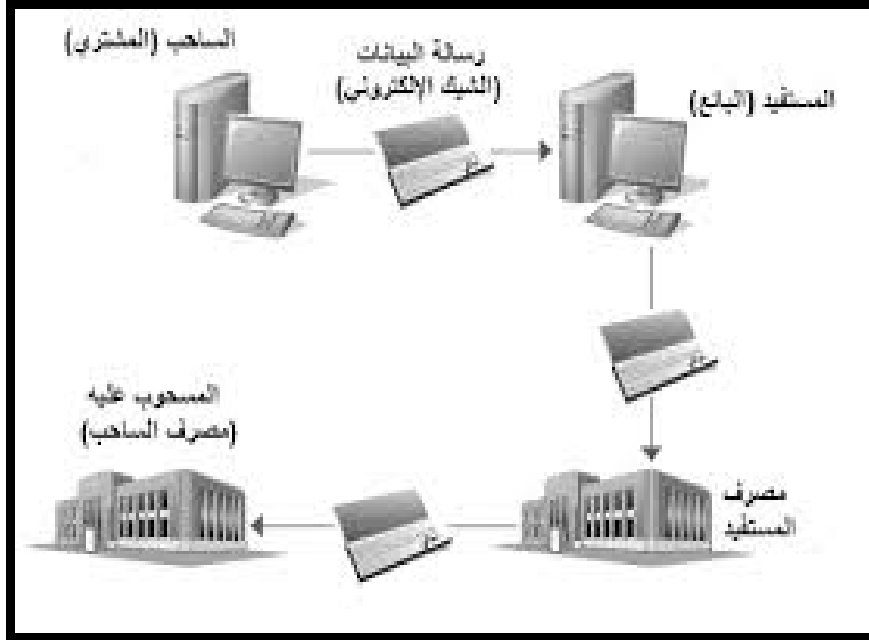 الساحب (المشتري)
رسالة البيانات
(الشيك الإلكتروني)
المستفيد (البائع)
المسحوب عليه
(مصرف الساحب)
مصرف
المستفيد